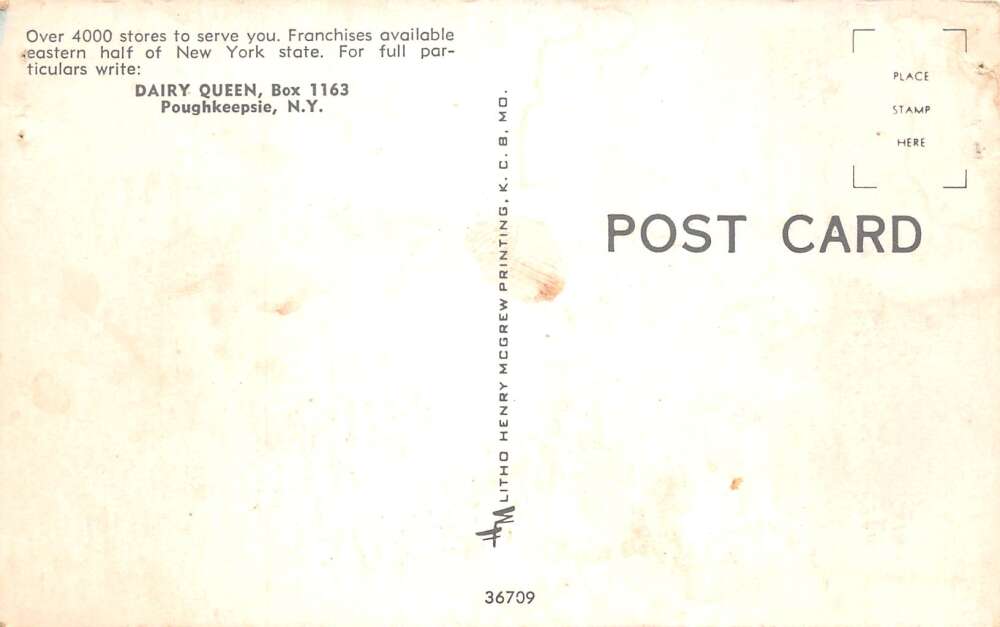 Over 4000 stores to serve you. Franchises available
eastern half of New York state. For full par-
ticulars write:
DAIRY QUEEN, Box 1163
Poughkeepsie, N.Y.
PLACE
STAMP
HERE
POST CARD
HM LITHO HENRY MCGREW PRINTING, K. C. B, MO.
36709